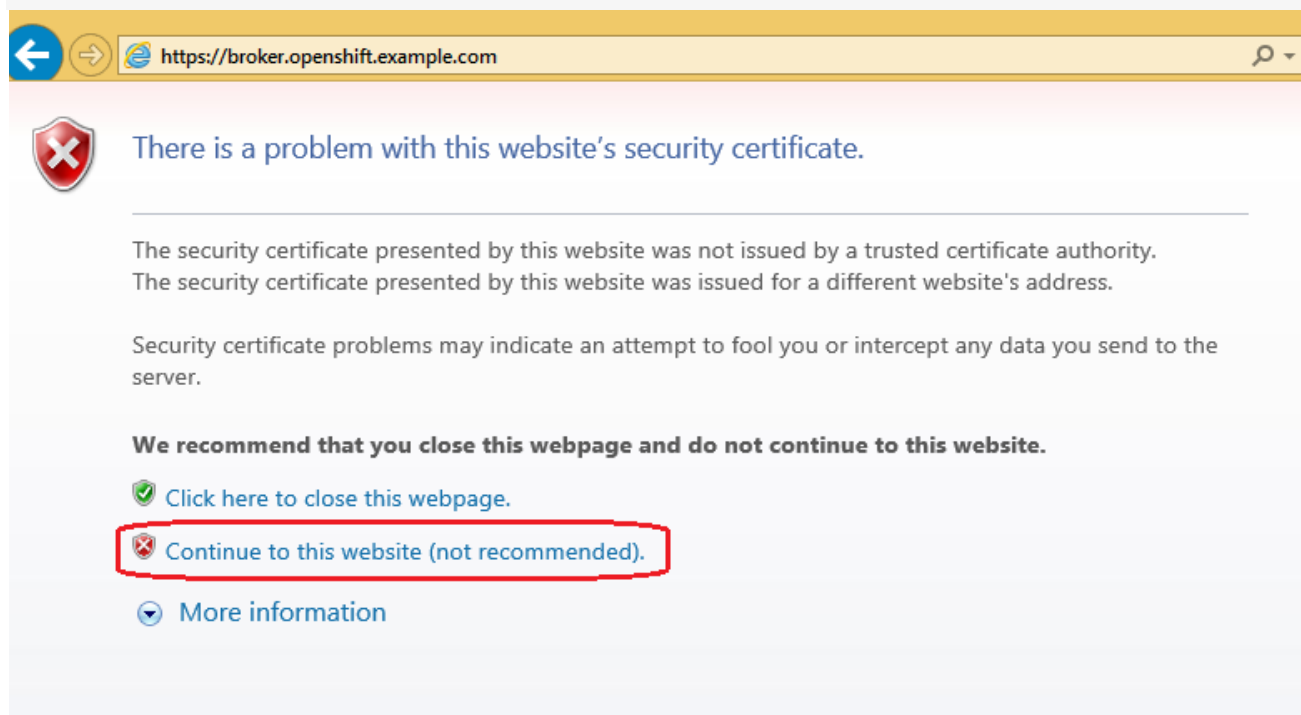 https://broker.openshift.example.com
There is a problem with this website’s security certificate.
The security certificate presented by this website was not issued by a trusted certificate authority.
The security certificate presented by this website was issued for a different website's address.
Security certificate problems may indicate an attempt to fool you or intercept any data you send to the
server.
We recommend that you close this webpage and do not continue to this website.
Click here to close this webpage.
Continue to this website (not recommended).
More information